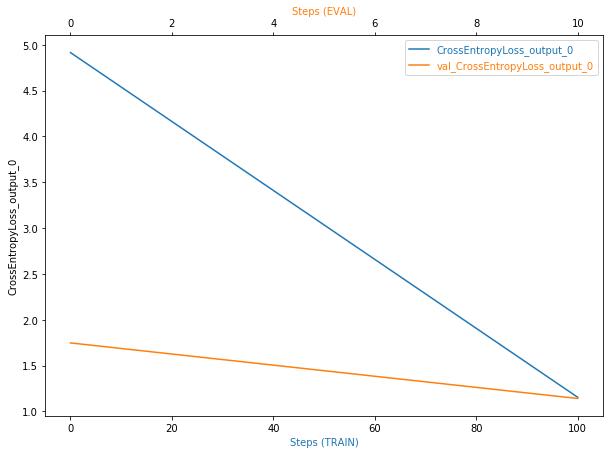 Steps (EVAL)
0 2 4 6 8 10
CrossEntropyLoss_output_0
val_CrossEntropyLoss_output_0
5.0
4.5
4.0
3.5
3.0
2.5
2.0
1.5
1.0
CrossEntropyLoss_output_0
0 20 40 60 80 100
Steps (TRAIN)